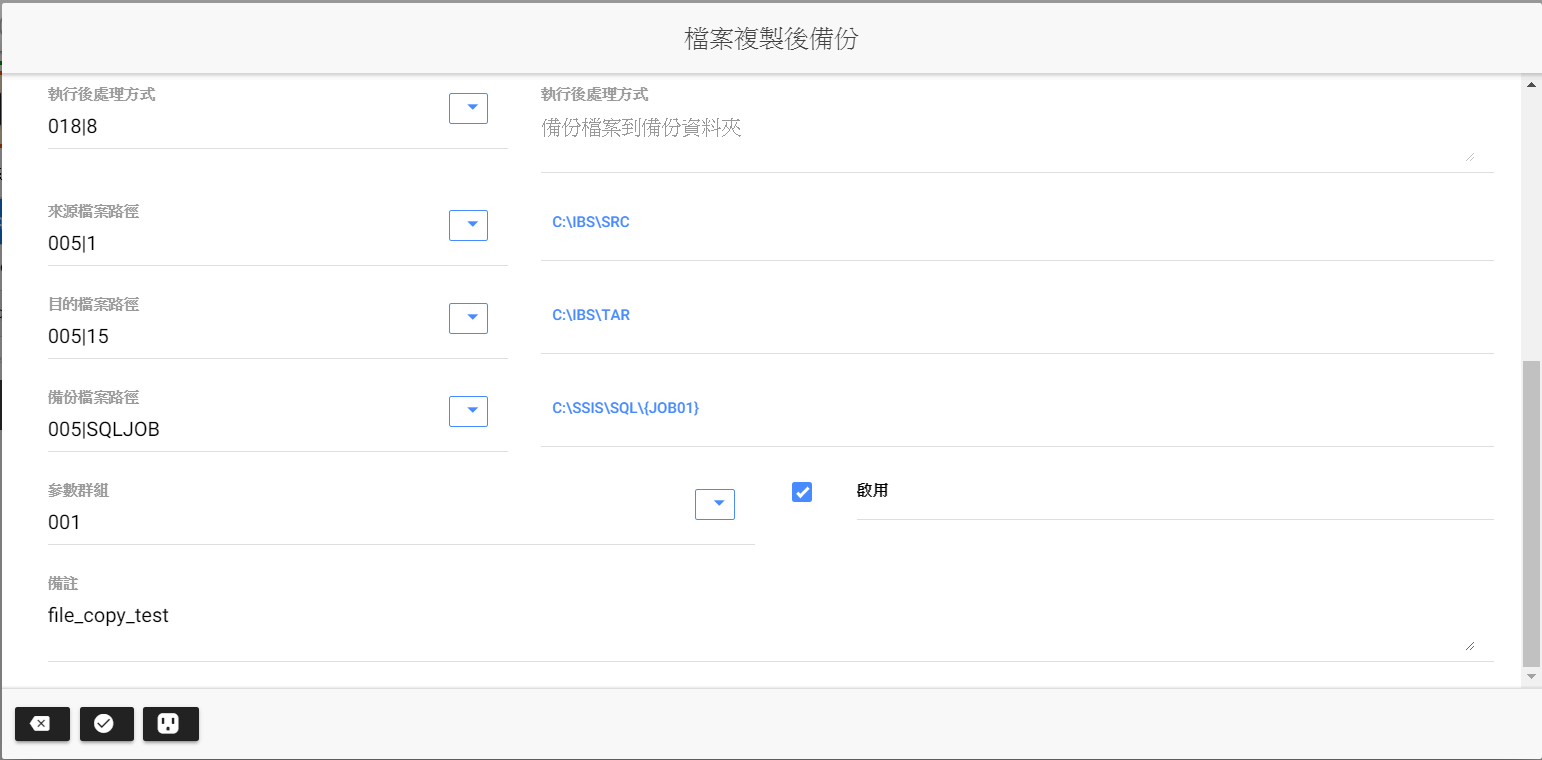 檔案複製後備份
執行後處理方式
018|8
執行後處理方式
備份檔案到備份資料夾
來源檔案路徑
005|1
C:\IBS\SRC
目的檔案路徑
005|15
C:\IBS\TAR
備份檔案路徑
005|SQLJOB
C:\SSIS\SQL\{JOB01}
參數群組
001
啟用
備註
file_copy_test